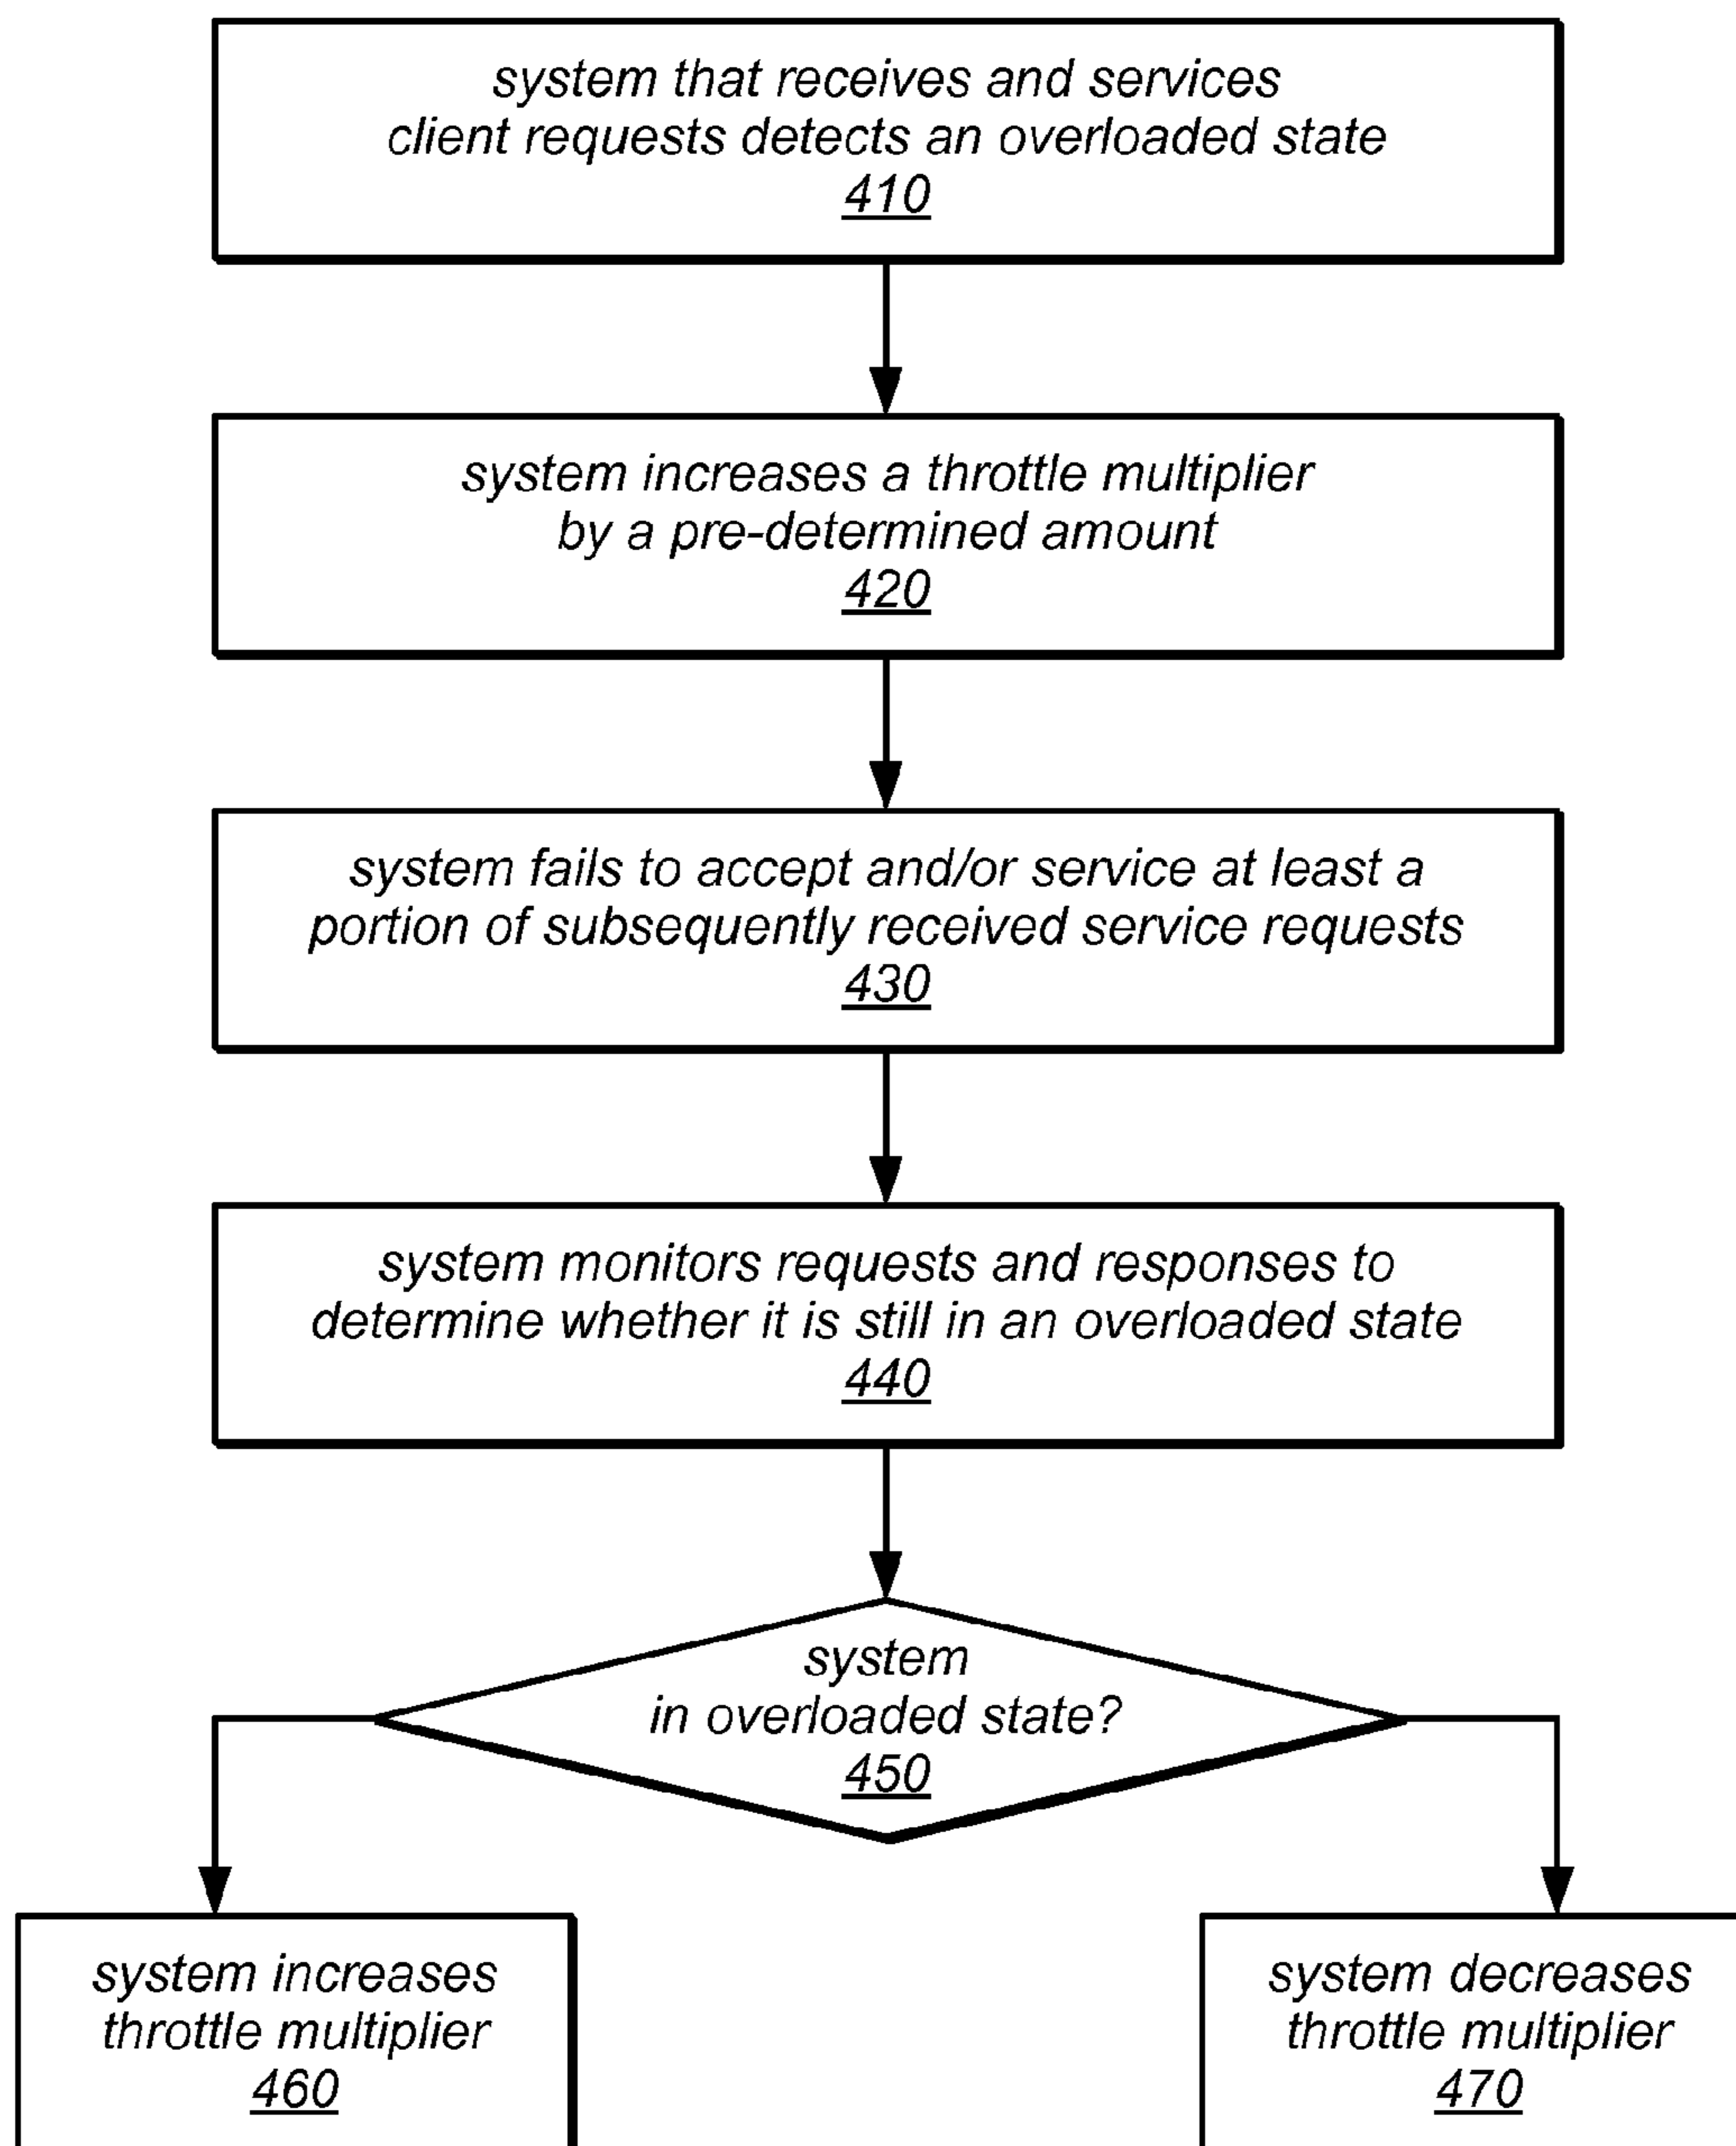 system that receives and services
client requests detects an overloaded state
410
system increases a throttle multiplier
by a pre-determined amount
420
system fails to accept and/or service at least a
portion of subsequently received service requests
430
system monitors requests and responses to
determine whether it is still in an overloaded state
440
system
in overloaded state?
450
system increases
throttle multiplier
460
system decreases
throttle multiplier
470